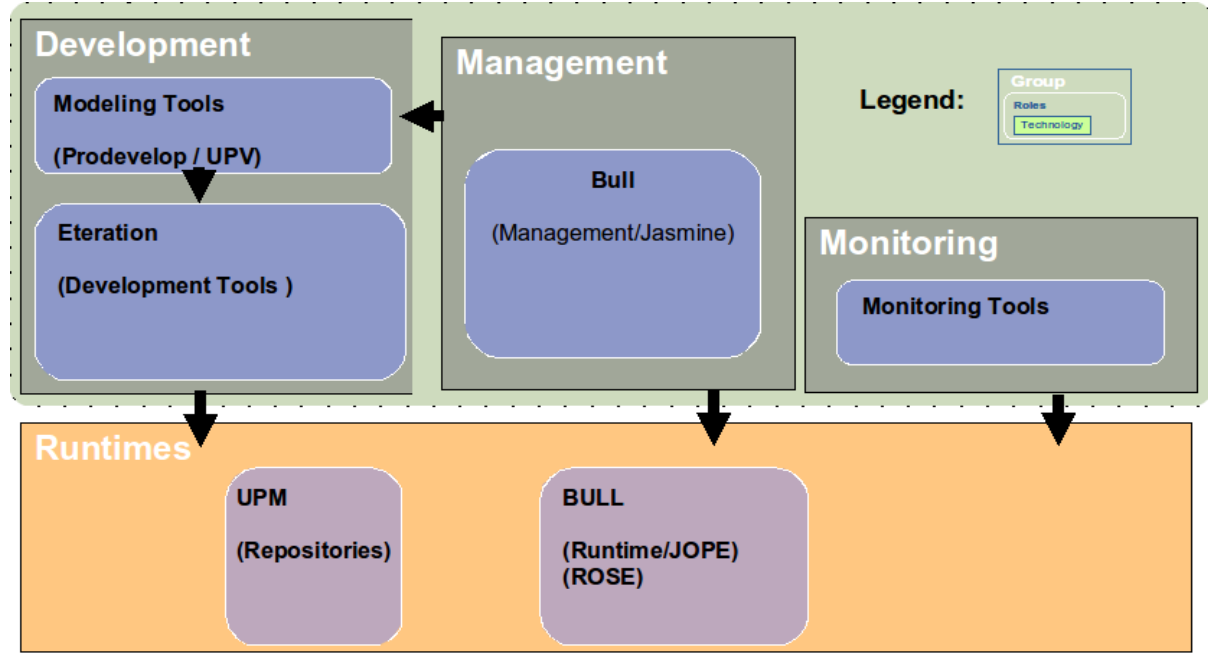 Development
Modeling Tools
(Prodevelop / UPV)
Eteration
(Development Tools )
Management
Bull
(Management/Jasmine)
Legend:
Group
Roles
Technology
Monitoring
Monitoring Tools
Runtimes
UPM
(Repositories)
BULL
(Runtime/JOPE)
(ROSE)